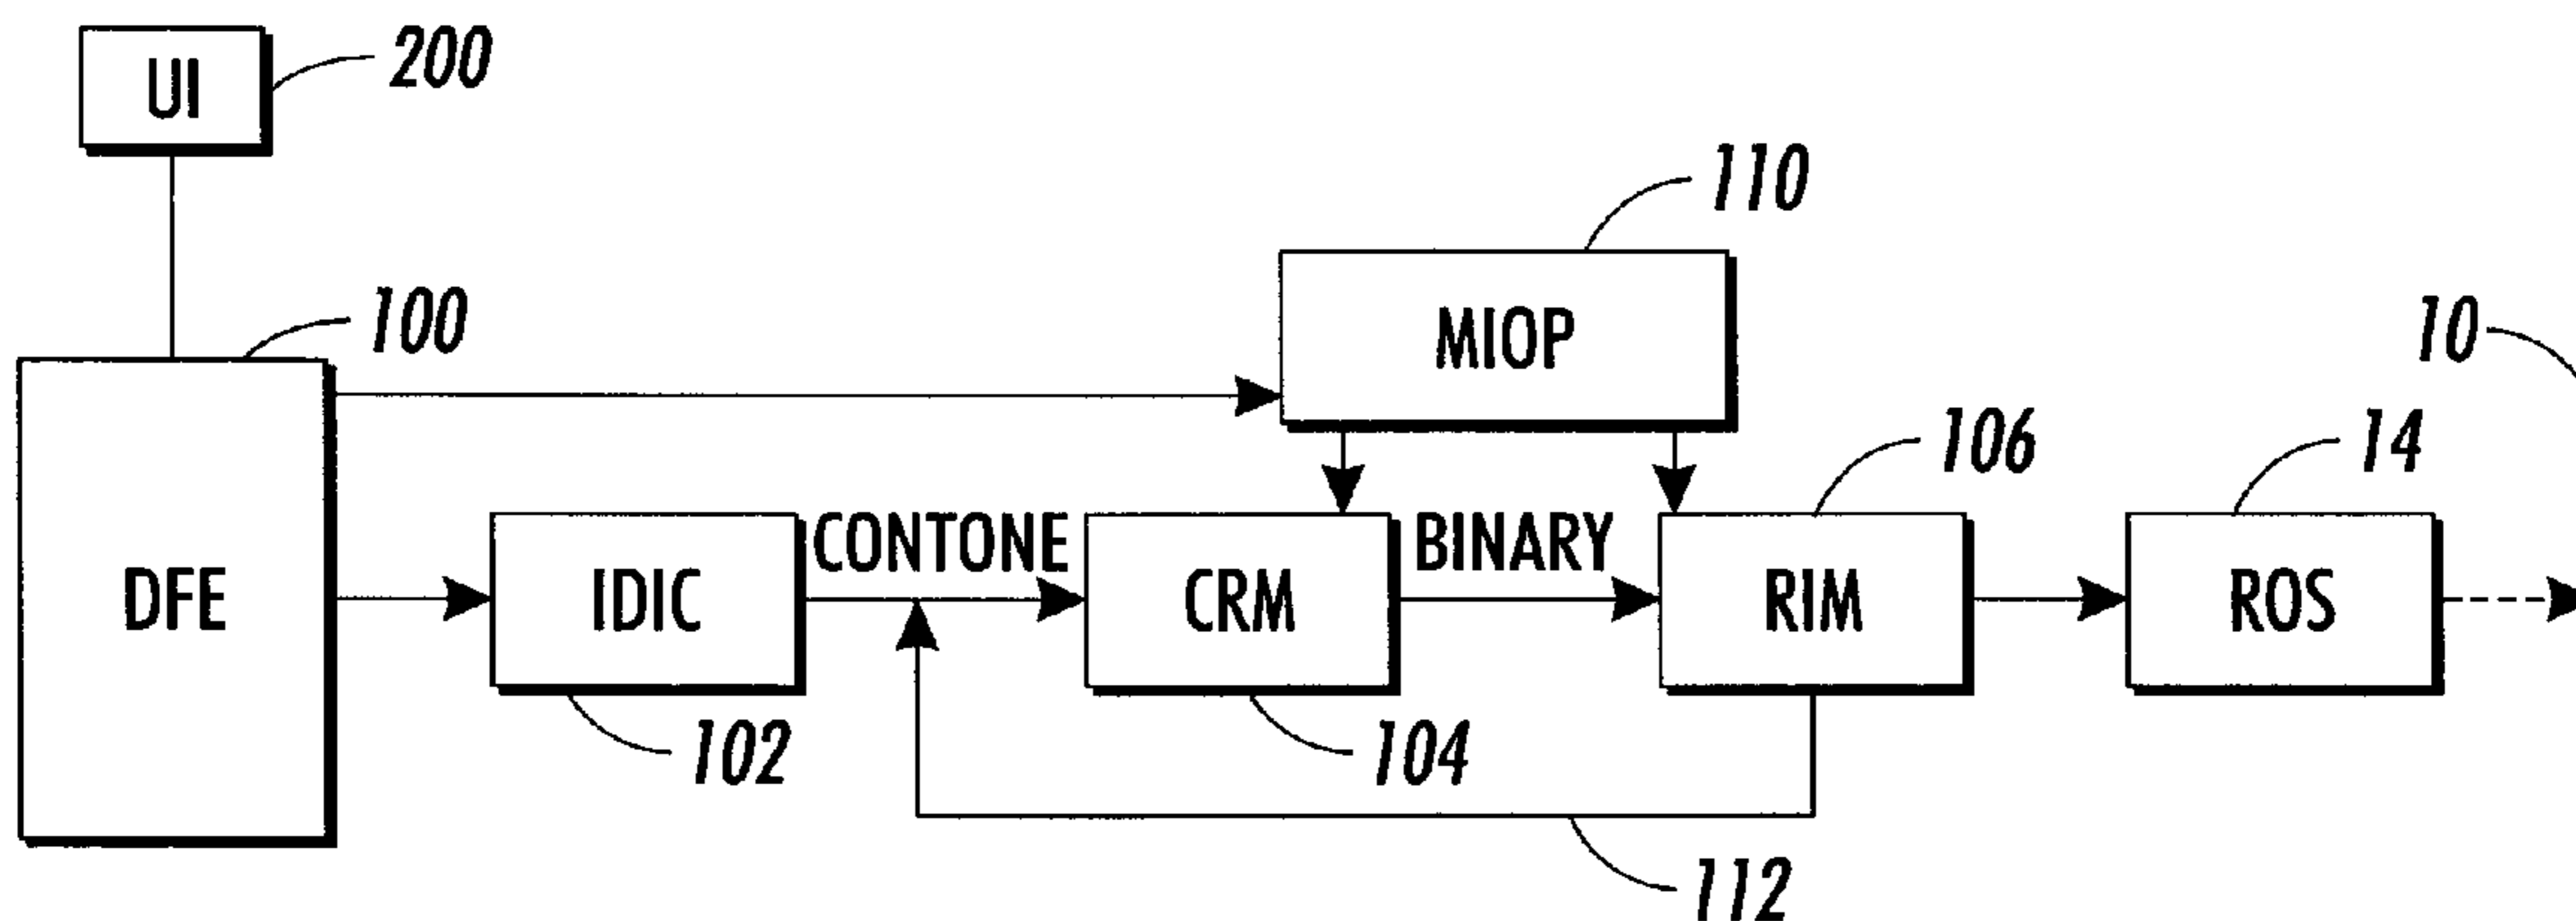 UI
200
110
100
MIOP
10
106
14
CONTONE
BINARY
DFE
IDIC
CRM
RIM
ROS
102
104
112